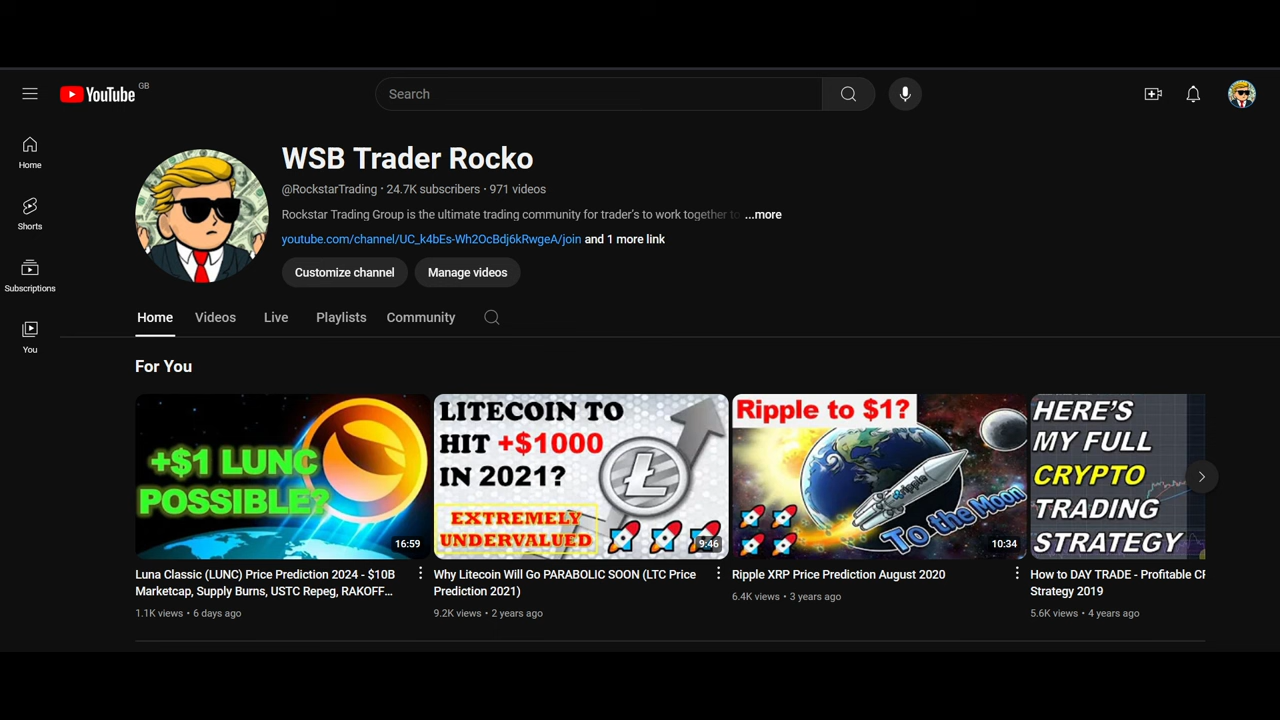 YouTube GB
Search
Home
Shorts
Subscriptions
You
WSB Trader Rocko
@RockstarTrading · 24.7K subscribers · 971 videos
Rockstar Trading Group is the ultimate trading community for trader's to work together to ...more
youtube.com/channel/UC_k4bEs-Wh2OcBdj6kRwgeA/join and 1 more link
Customize channel Manage videos
Home Videos Live Playlists Community
For You
+$1 LUNC
POSSIBLE?
16:59
Luna Classic (LUNC) Price Prediction 2024 - $10B
Marketcap, Supply Burns, USTC Repeg, RAKOFF...
1.1K views • 6 days ago
LITECOIN TO
HIT +$1000
IN 2021?
EXTREMELY
UNDERVALUED
9:46
Why Litecoin Will Go PARABOLIC SOON (LTC Price
Prediction 2021)
9.2K views • 2 years ago
Ripple to $1?
ripple
To the Moon
10:34
Ripple XRP Price Prediction August 2020
6.4K views • 3 years ago
HERE'S
MY FULL
CRYPTO
TRADING
STRATEGY
How to DAY TRADE - Profitable CR
Strategy 2019
5.6K views • 4 years ago